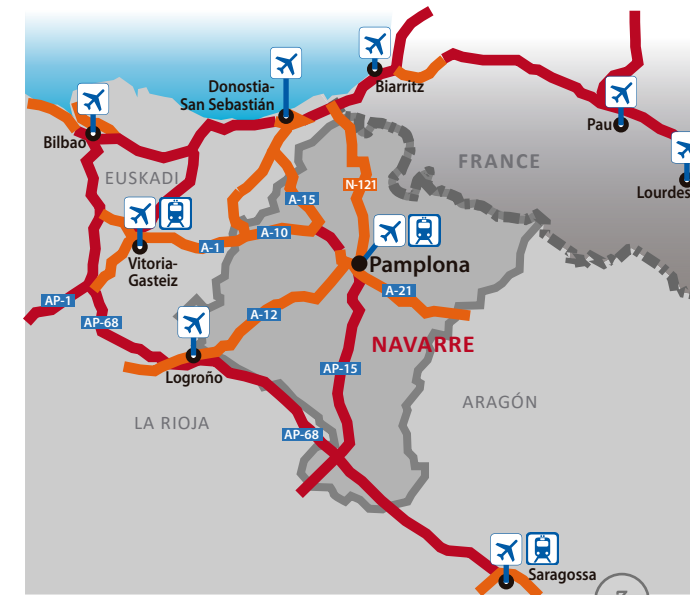 Donostia-
San Sebastián
Biarritz
Bilbao
Pau
FRANCE
EUSKADI
N-121
Lourdes
A-15
A-10
A-1
Vitoria-
Gasteiz
Pamplona
A-21
AP-1
AP-68
A-12
NAVARRE
Logroño
AP-15
ARAGÓN
LA RIOJA
AP-68
Saragossa